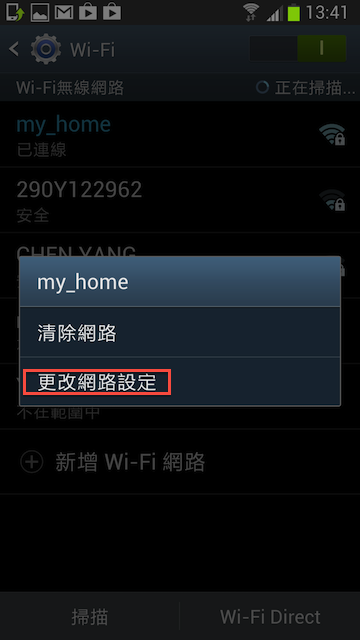 13:41
Wi-Fi
Wi-Fi無線網路
正在掃描...
my_home
已連線
290Y122962
安全
CHEN YANG
my_home
清除網路
更改網路設定
不在範圍中
新增 Wi-Fi 網路
掃描
Wi-Fi Direct